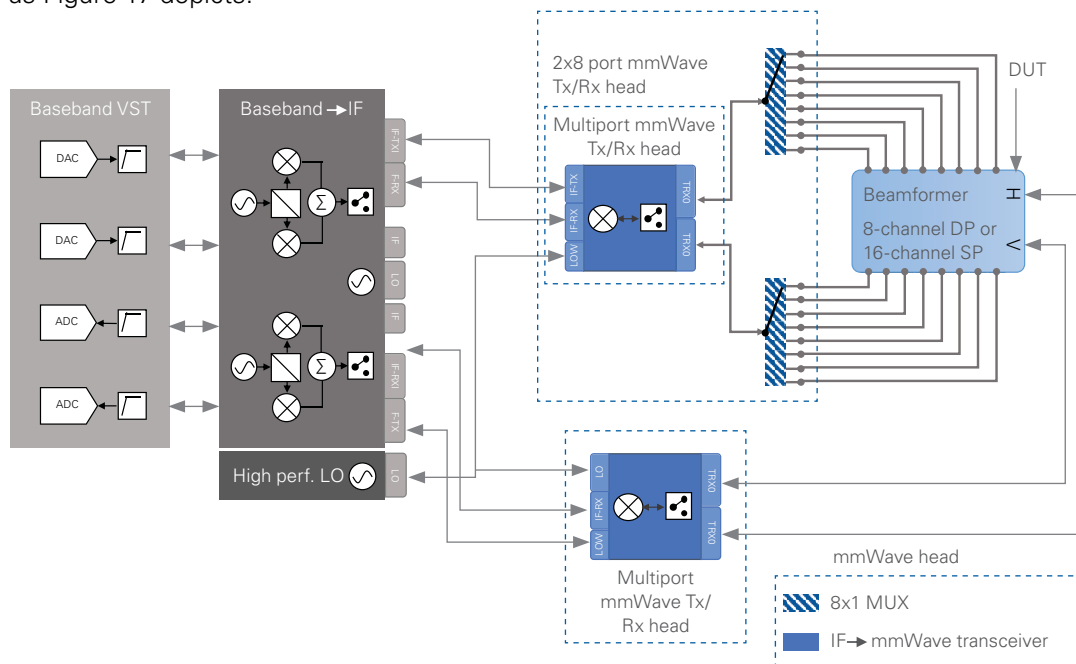 as Figure 17 depicts.
2x8 port mmWave
Tx/Rx head
DUT
Baseband VST
Baseband → IF
Multiport mmWave
Tx/Rx head
DAC
DAC
ADC
ADC
Σ
Σ
IF-TXI
F-RX
IF
LO
IF
IF-RXI
F-TX
High perf. LO
LO
IF-TX
IF-RX
LOW
TRX0
TRX0
Beamformer
8-channel DP or
16-channel SP
H
V
LO
IF-RX
LOW
TRX0
TRX0
Multiport
mmWave Tx/
Rx head
mmWave head
8x1 MUX
IF→ mmWave transceiver